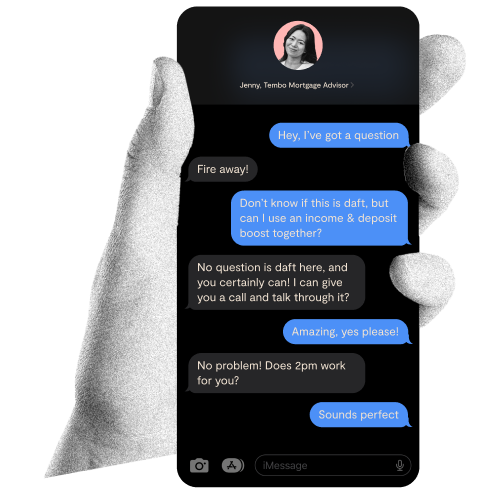 Jenny, Tembo Mortgage Advisor
Hey, I've got a question
Fire away!
Don't know if this is daft, but
can I use an income & deposit
boost together?
No question is daft here, and
you certainly can! I can give
you a call and talk through it?
Amazing, yes please!
No problem! Does 2pm work
for you?
Sounds perfect
iMessage